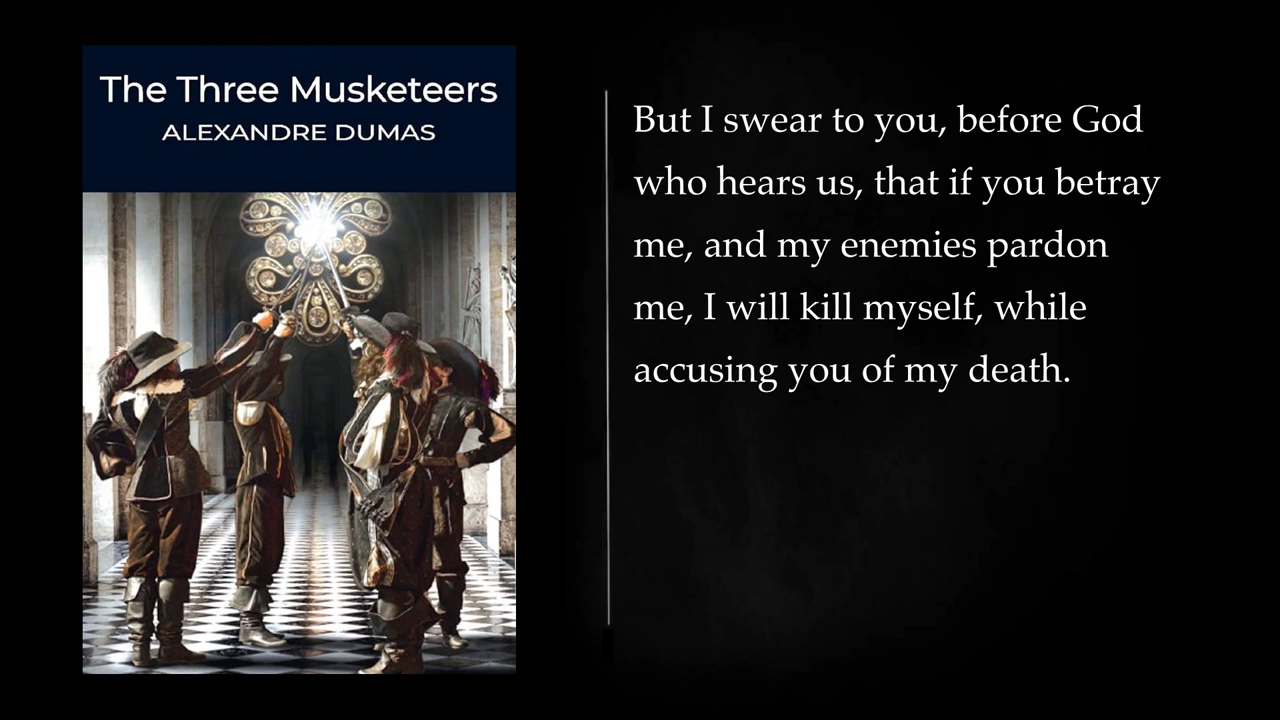 The Three Musketeers
ALEXANDRE DUMAS
But I swear to you, before God
who hears us, that if you betray
me, and my enemies pardon
me, I will kill myself, while
accusing you of my death.